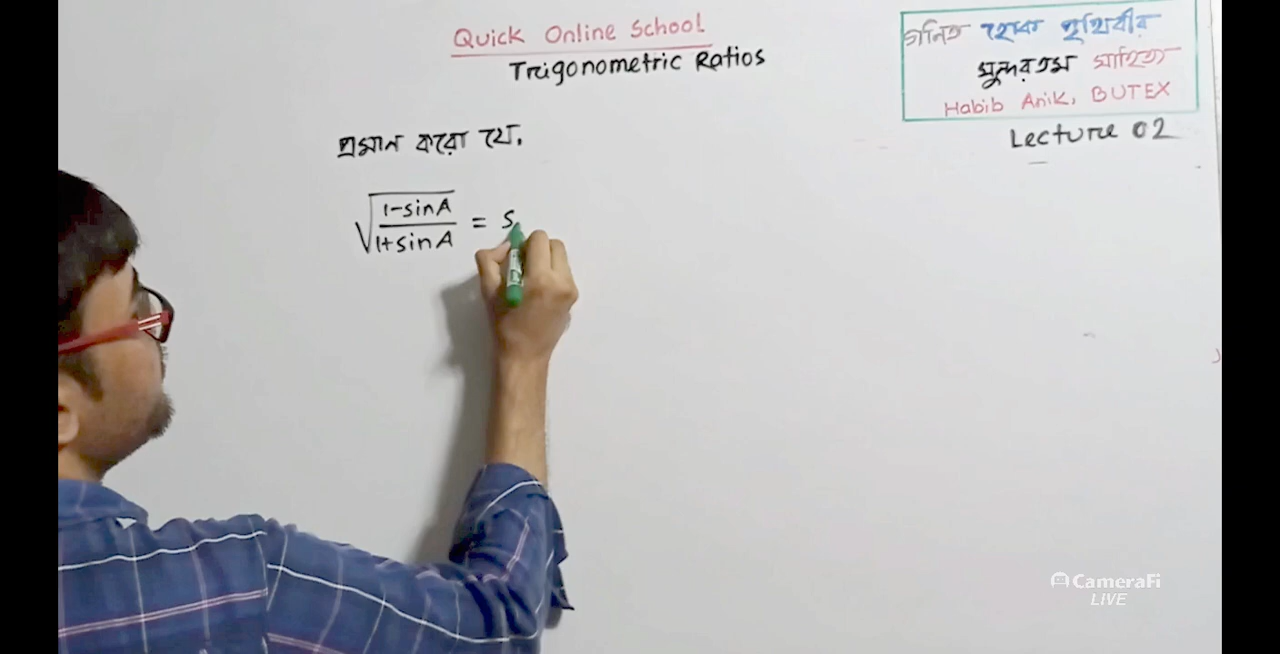 Quick Online School
Trigonometric Ratios
গনিত হোক পৃথিবীর
সুন্দরতম সাহিত্য
Habib Anik, BUTEX
Lecture 02
প্রমান করো যে,
√((1-sinA)/(1+sinA)) = s
CameraFi
LIVE